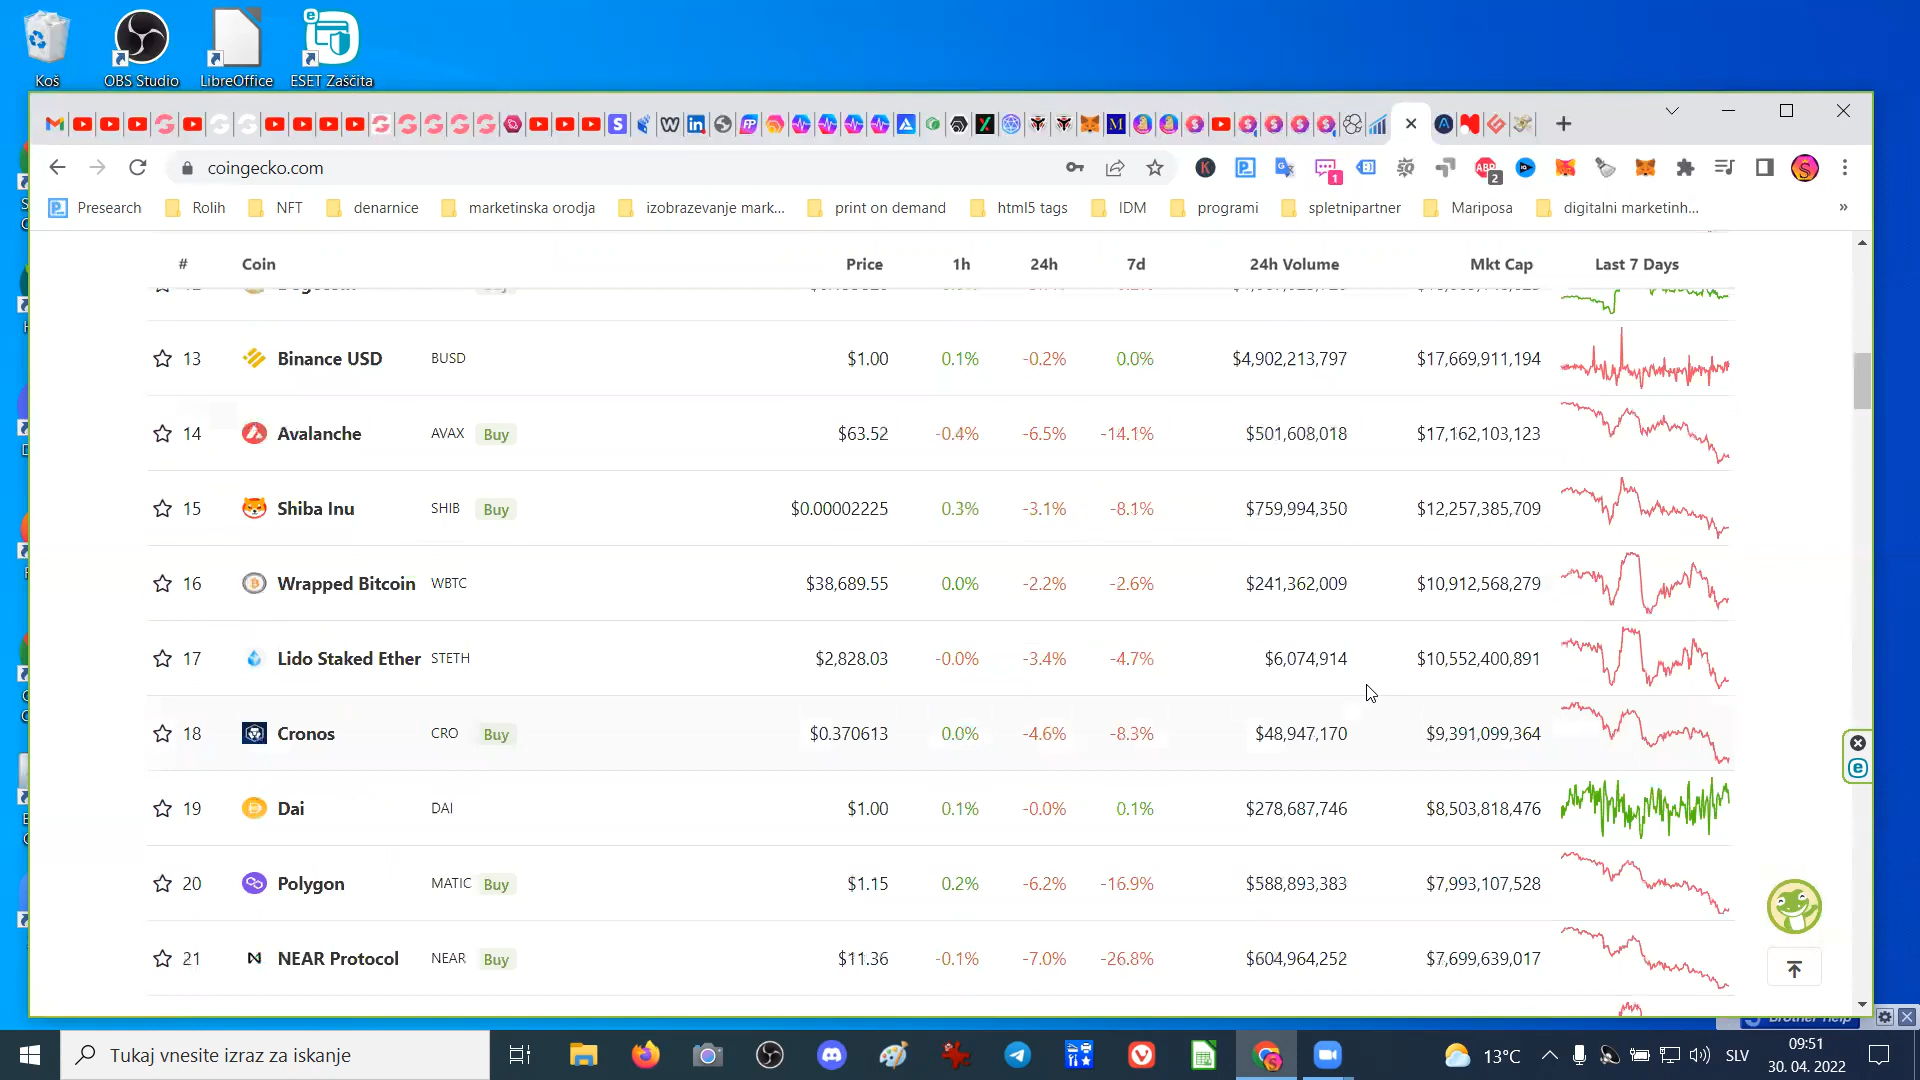 Koš
OBS Studio
LibreOffice
ESET Zaščita
coingecko.com
1
ABP
2
Presearch
Rolih
NFT
denarnice
marketinska orodja
izobrazevanje mark...
print on demand
html5 tags
IDM
programi
spletnipartner
Mariposa
digitalni marketinh...
»
# Coin Price 1h 24h 7d 24h Volume Mkt Cap Last 7 Days
13 Binance USD BUSD $1.00 0.1% -0.2% 0.0% $4,902,213,797 $17,669,911,194
14 Avalanche AVAX Buy $63.52 -0.4% -6.5% -14.1% $501,608,018 $17,162,103,123
15 Shiba Inu SHIB Buy $0.00002225 0.3% -3.1% -8.1% $759,994,350 $12,257,385,709
16 Wrapped Bitcoin WBTC $38,689.55 0.0% -2.2% -2.6% $241,362,009 $10,912,568,279
17 Lido Staked Ether STETH $2,828.03 -0.0% -3.4% -4.7% $6,074,914 $10,552,400,891
18 Cronos CRO Buy $0.370613 0.0% -4.6% -8.3% $48,947,170 $9,391,099,364
19 Dai DAI $1.00 0.1% -0.0% 0.1% $278,687,746 $8,503,818,476
20 Polygon MATIC Buy $1.15 0.2% -6.2% -16.9% $588,893,383 $7,993,107,528
21 NEAR Protocol NEAR Buy $11.36 -0.1% -7.0% -26.8% $604,964,252 $7,699,639,017
Brother Help
Tukaj vnesite izraz za iskanje
13°C
SLV
09:51
30. 04. 2022